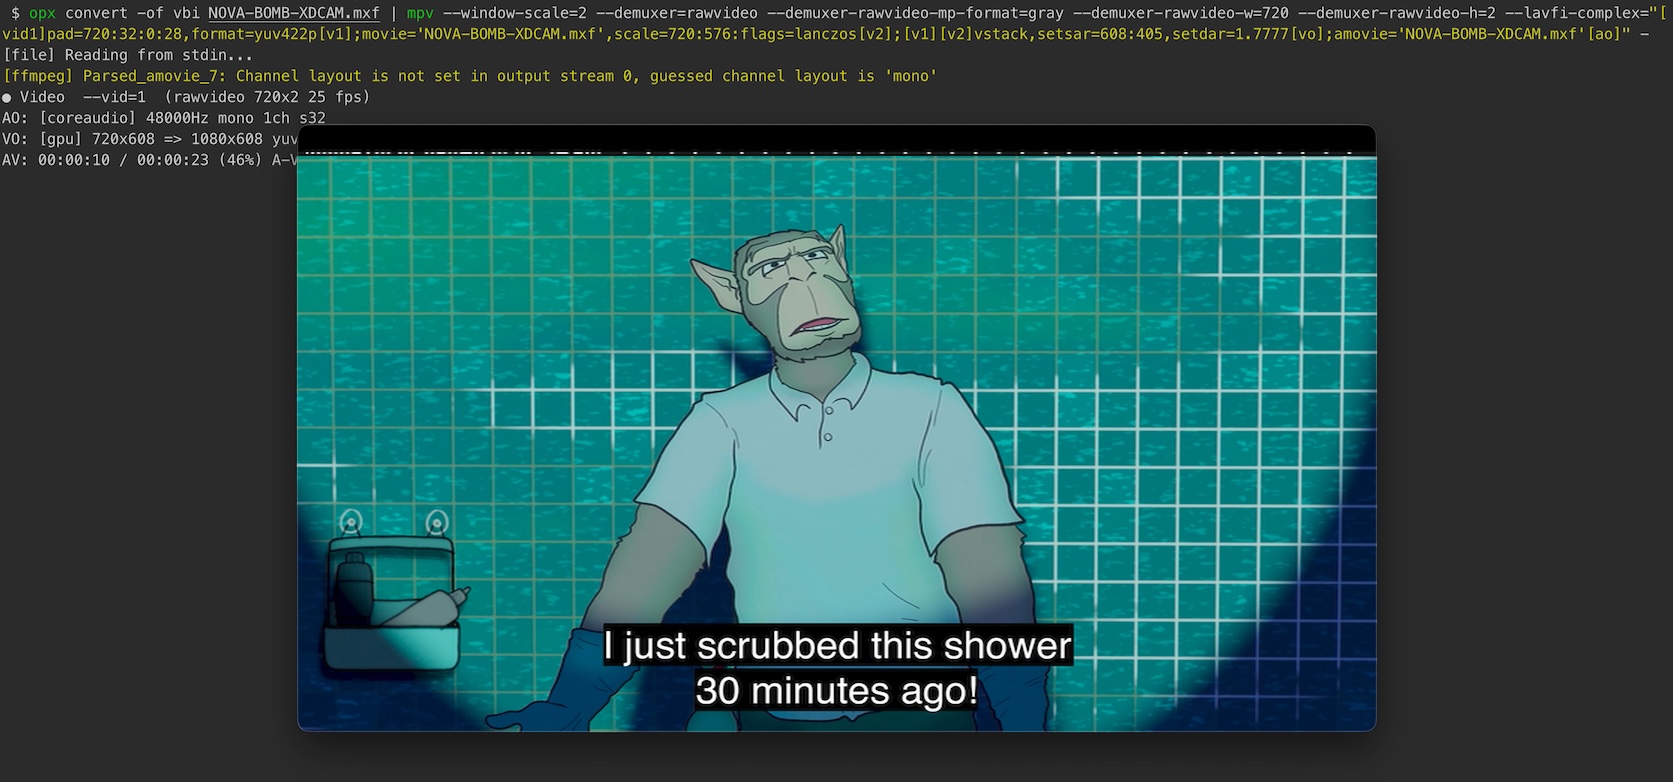 $ opx convert -of vbi NOVA-BOMB-XDCAM.mxf | mpv --window-scale=2 --demuxer=rawvideo --demuxer-rawvideo-mp-format=gray --demuxer-rawvideo-w=720 --demuxer-rawvideo-h=2 --lavfi-complex="[
vid1]pad=720:32:0:28,format=yuv422p[v1];movie='NOVA-BOMB-XDCAM.mxf',scale=720:576:flags=lanczos[v2];[v1][v2]vstack,setsar=608:405,setdar=1.7777[vo];amovie='NOVA-BOMB-XDCAM.mxf'[ao]" -
[file] Reading from stdin...
[ffmpeg] Parsed_amovie_7: Channel layout is not set in output stream 0, guessed channel layout is 'mono'
● Video  --vid=1  (rawvideo 720x2 25 fps)
AO: [coreaudio] 48000Hz mono 1ch s32
VO: [gpu] 720x608 => 1080x608 yuv
AV: 00:00:10 / 00:00:23 (46%) A-V
I just scrubbed this shower
30 minutes ago!